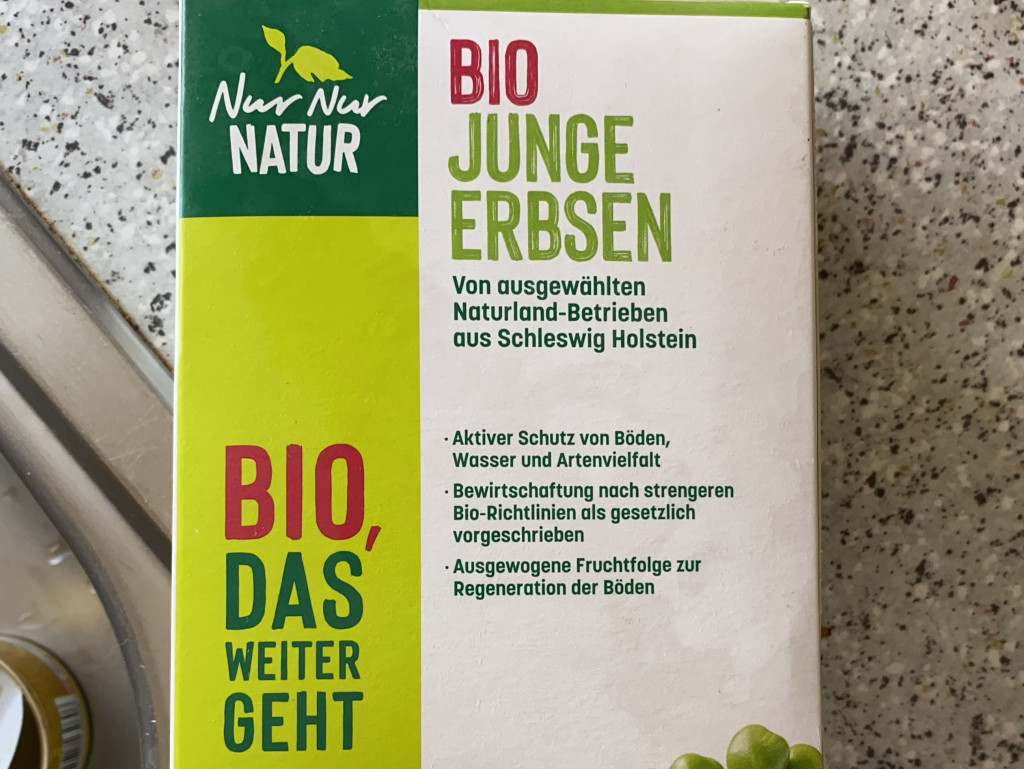 Nur Nur
NATUR
BIO
JUNGE
ERBSEN
Von ausgewählten
Naturland-Betrieben
aus Schleswig Holstein
· Aktiver Schutz von Böden,
Wasser und Artenvielfalt
· Bewirtschaftung nach strengeren
Bio-Richtlinien als gesetzlich
vorgeschrieben
· Ausgewogene Fruchtfolge zur
Regeneration der Böden
BIO,
DAS
WEITER
GEHT